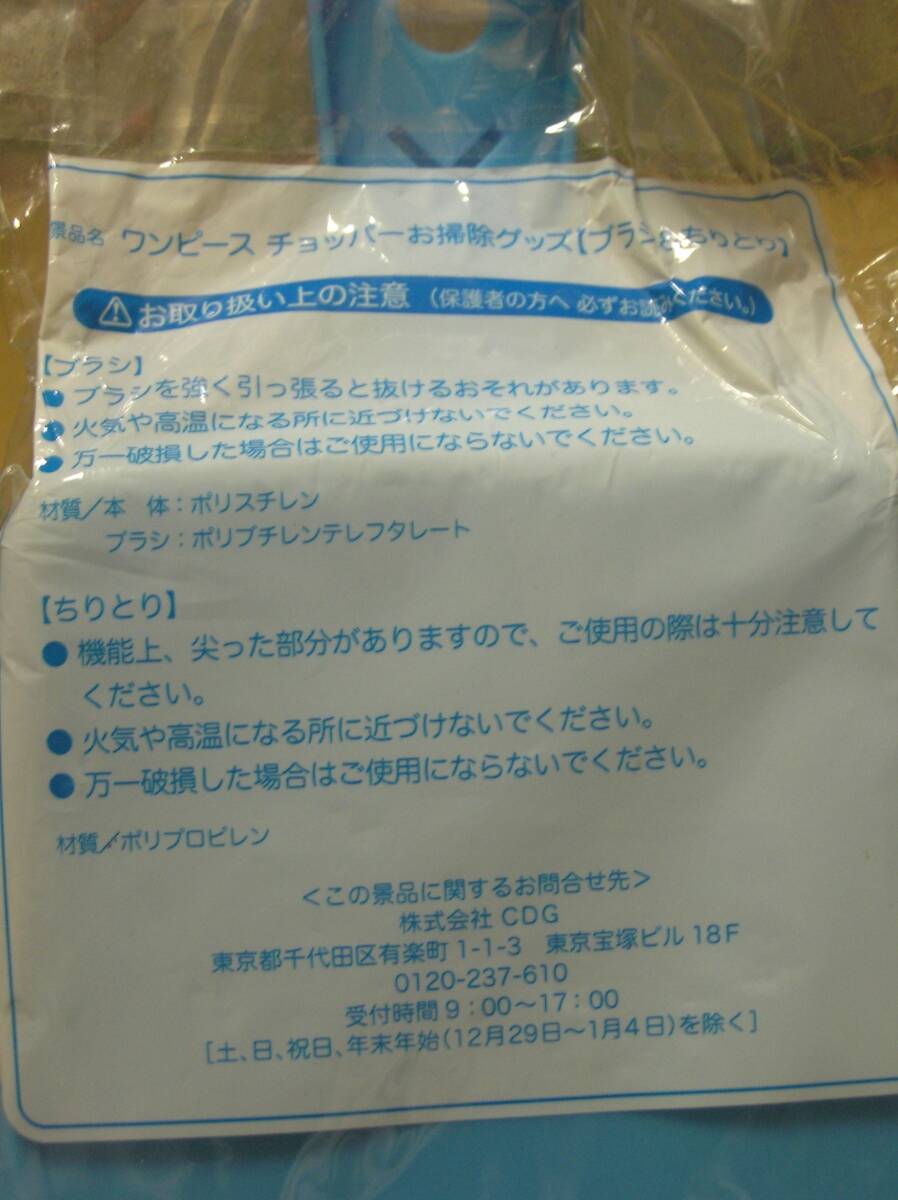 景品名 ワンピース チョッパーお掃除グッズ【ブラシ&ちりとり】
⚠お取り扱い上の注意 (保護者の方へ 必ずお読みください。)
【ブラシ】
● ブラシを強く引っ張ると抜けるおそれがあります。
● 火気や高温になる所に近づけないでください。
● 万一破損した場合はご使用にならないでください。
材質/本 体:ポリスチレン
ブラシ:ポリブチレンテレフタレート
【ちりとり】
● 機能上、尖った部分がありますので、ご使用の際は十分注意して
ください。
● 火気や高温になる所に近づけないでください。
● 万一破損した場合はご使用にならないでください。
材質/ポリプロピレン
<この景品に関するお問合せ先>
株式会社 CDG
東京都千代田区有楽町 1-1-3 東京宝塚ビル 18F
0120-237-610
受付時間 9:00~17:00
[土、日、祝日、年末年始(12月29日~1月4日)を除く]